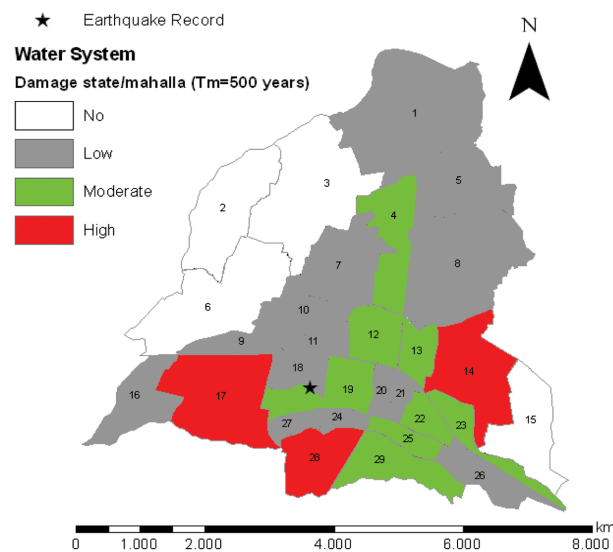 Earthquake Record
Water System
Damage state/mahalla (Tm=500 years)
No
Low
Moderate
High
N
1
2
3
4
5
6
7
8
9
10
11
12
13
14
15
16
17
18
19
20
21
22
23
24
25
26
27
28
29
km
0 1.000 2.000 4.000 6.000 8.000